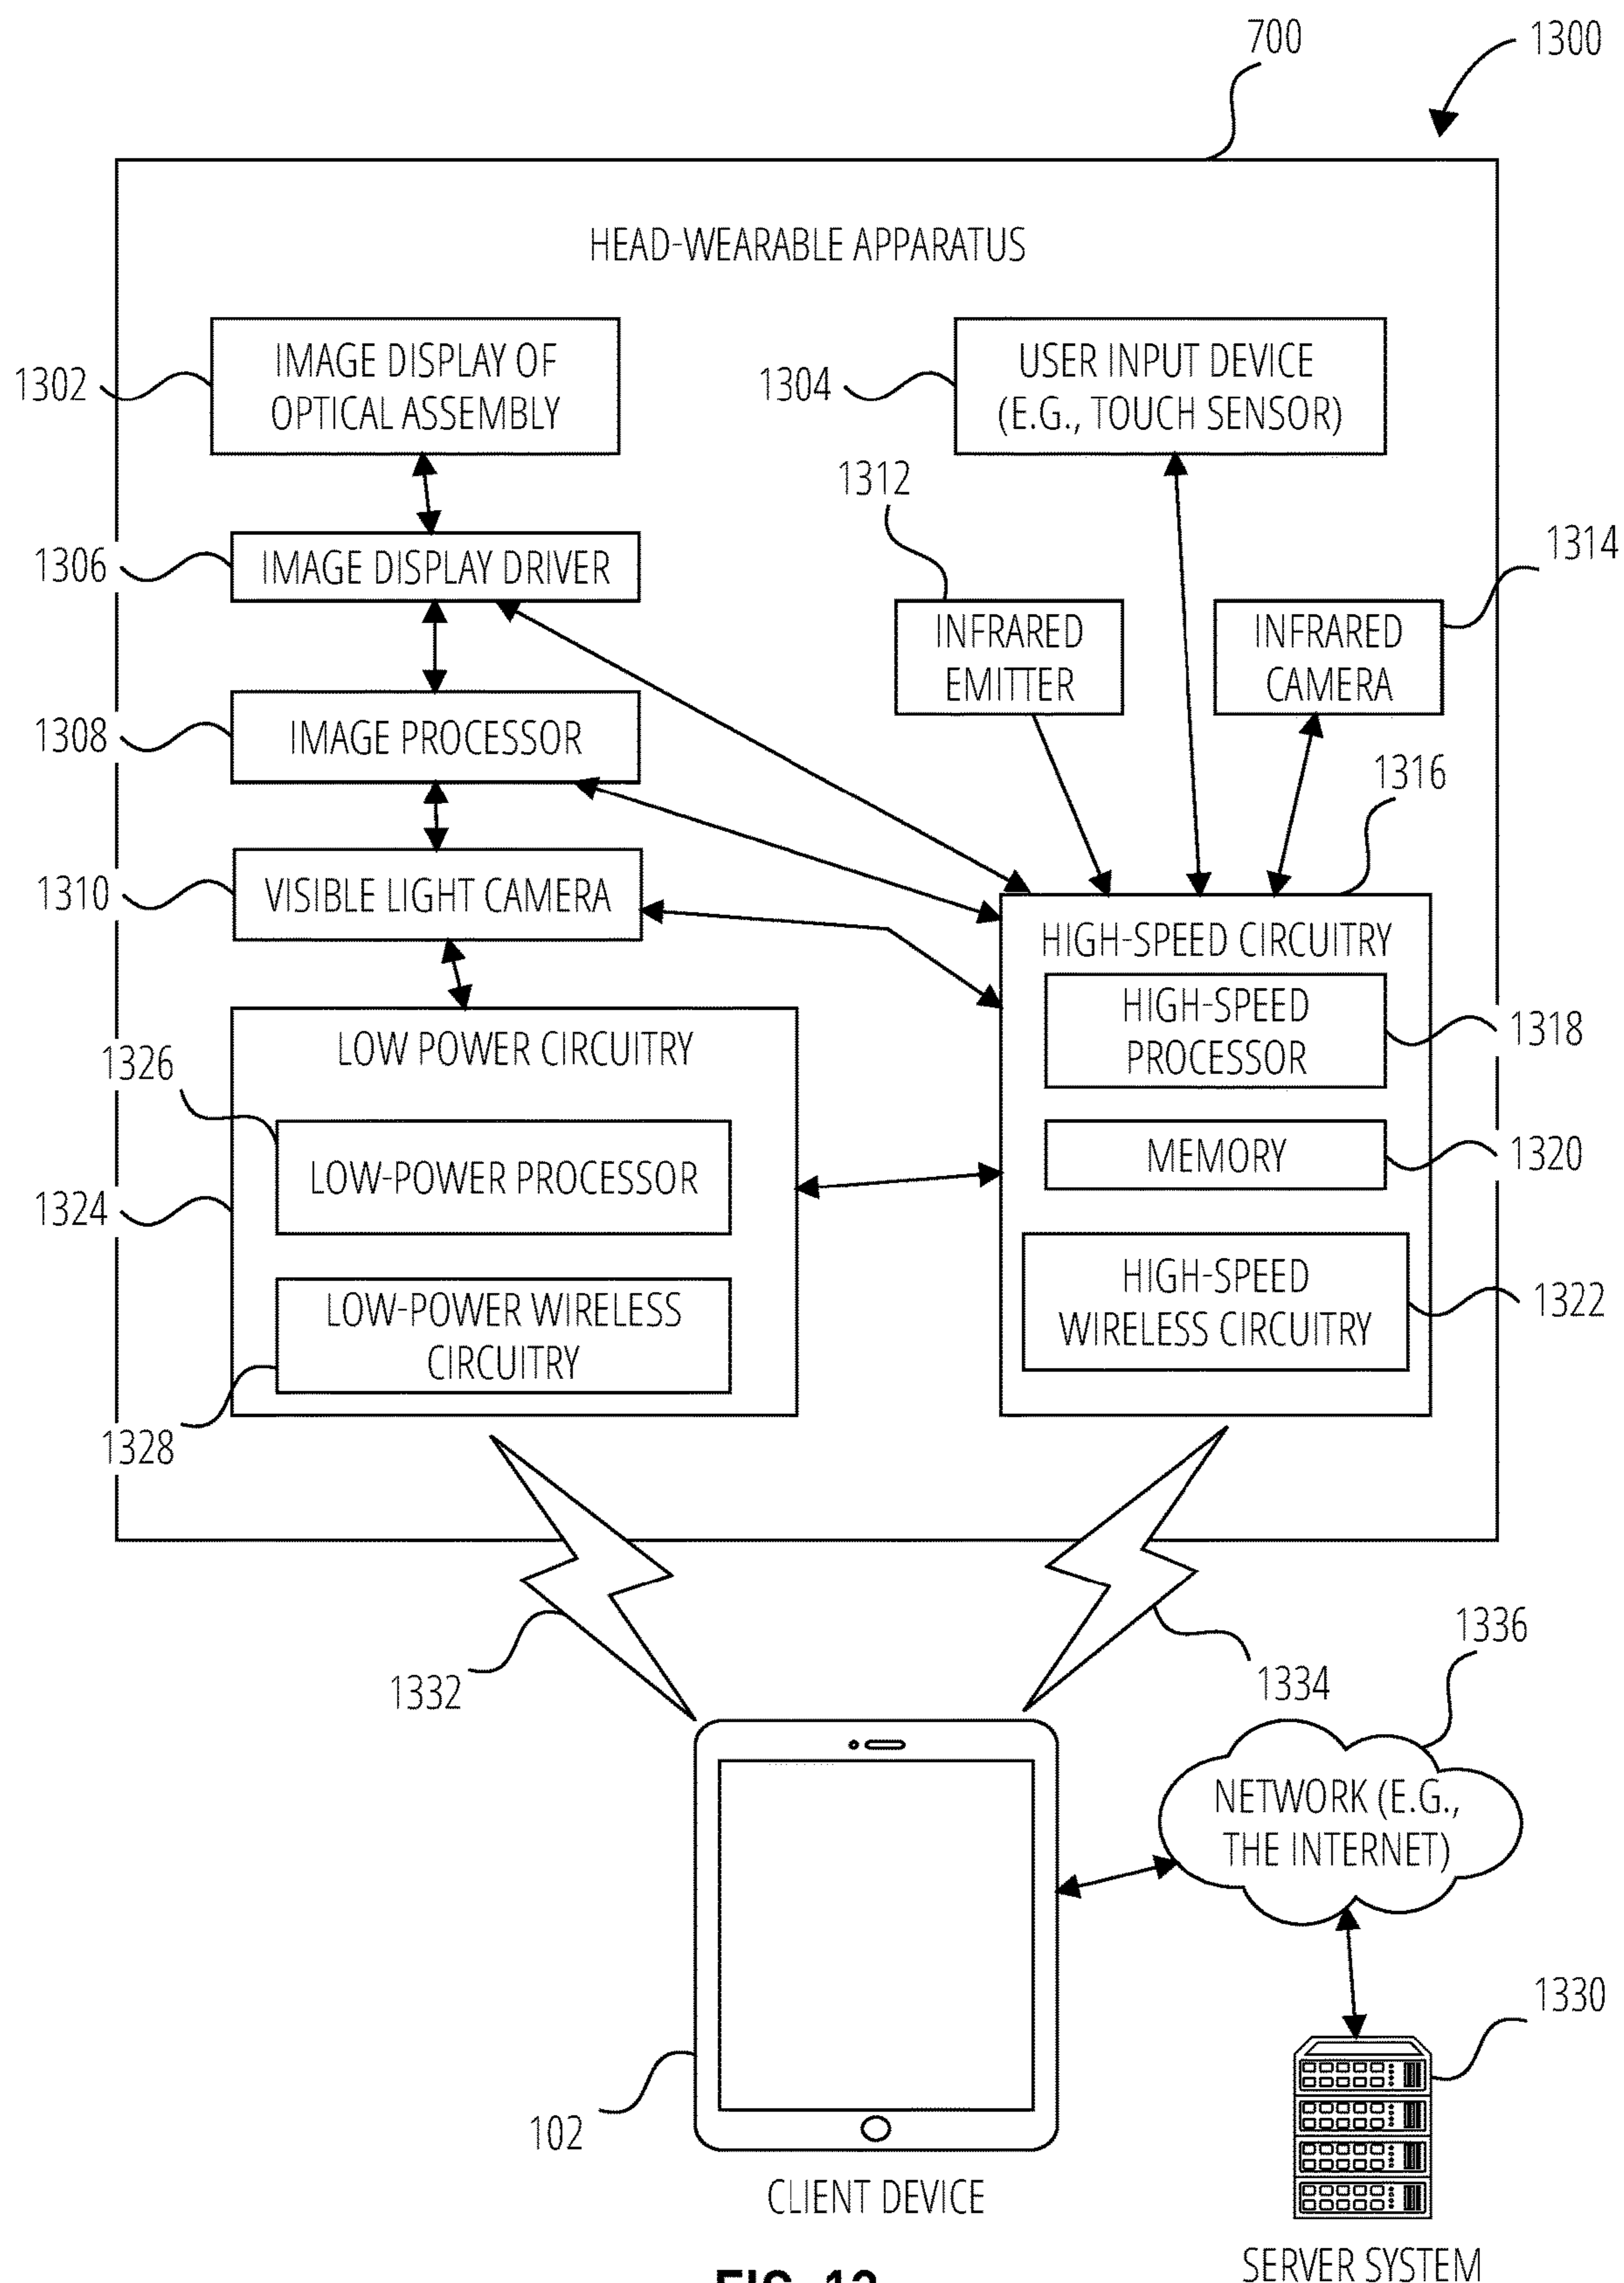 700
1300
HEAD-WEARABLE APPARATUS
1302
IMAGE DISPLAY OF
OPTICAL ASSEMBLY
1304
USER INPUT DEVICE
(E.G., TOUCH SENSOR)
1312
1314
1306
IMAGE DISPLAY DRIVER
INFRARED
EMITTER
INFRARED
CAMERA
1308
IMAGE PROCESSOR
1316
1310
VISIBLE LIGHT CAMERA
HIGH-SPEED CIRCUITRY
HIGH-SPEED
PROCESSOR
1318
LOW POWER CIRCUITRY
1326
LOW-POWER PROCESSOR
MEMORY
1320
1324
LOW-POWER WIRELESS
CIRCUITRY
HIGH-SPEED
WIRELESS CIRCUITRY
1322
1328
1332
1334
1336
NETWORK (E.G.,
THE INTERNET)
1330
102
CLIENT DEVICE
SERVER SYSTEM